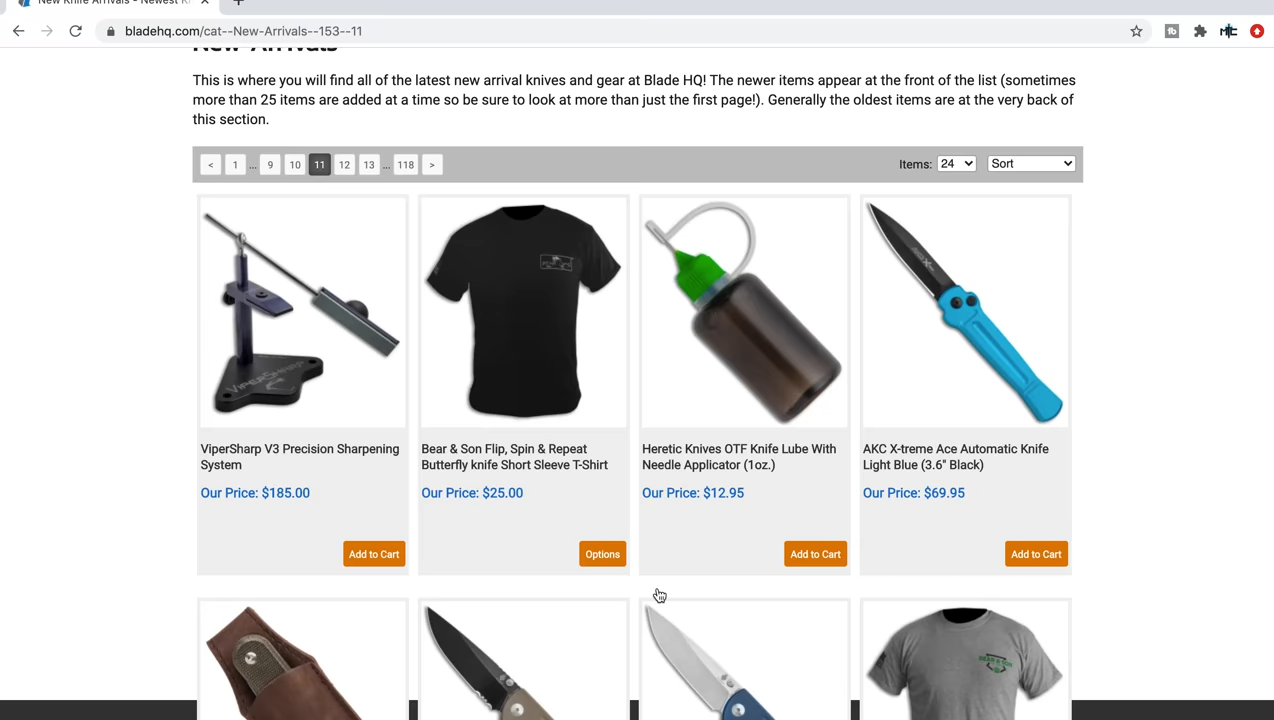 New Knife Arrivals - Newest K
bladehq.com/cat--New-Arrivals--153--11
New-Arrivals
This is where you will find all of the latest new arrival knives and gear at Blade HQ! The newer items appear at the front of the list (sometimes
more than 25 items are added at a time so be sure to look at more than just the first page!). Generally the oldest items are at the very back of
this section.
< 1 ... 9 10 11 12 13 ... 118 > Items: 24 Sort
VIPERSHARP
ViperSharp V3 Precision Sharpening
System
Our Price: $185.00
Add to Cart
Bear & Son Flip, Spin & Repeat
Butterfly knife Short Sleeve T-Shirt
Our Price: $25.00
Options
Heretic Knives OTF Knife Lube With
Needle Applicator (1oz.)
Our Price: $12.95
Add to Cart
AKC X-treme Ace Automatic Knife
Light Blue (3.6" Black)
Our Price: $69.95
Add to Cart
BEAR & SON